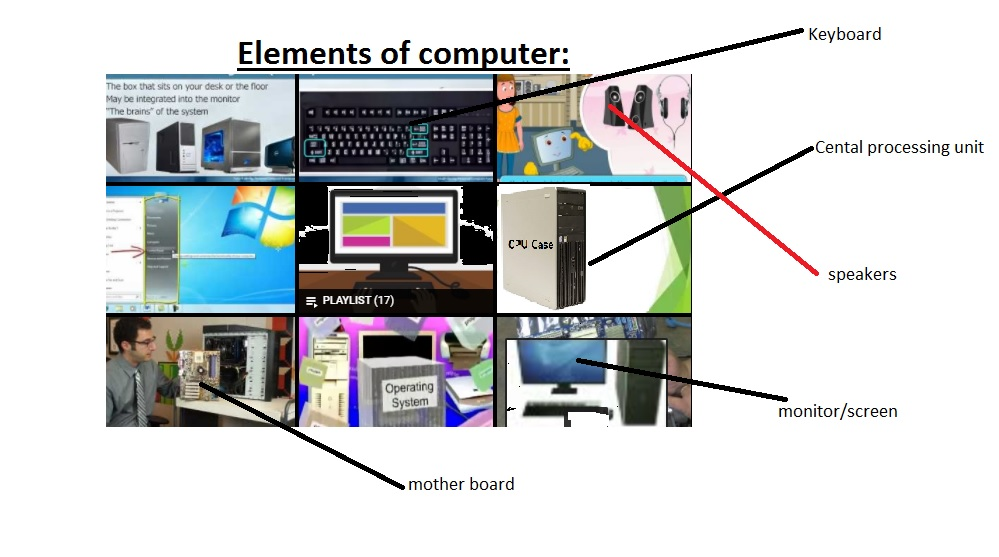 Elements of computer:
Keyboard
The box that sits on your desk or the floor
May be integrated into the monitor
"The brains" of the system
Cental processing unit
CPU Case
speakers
PLAYLIST (17)
Operating
System
monitor/screen
mother board